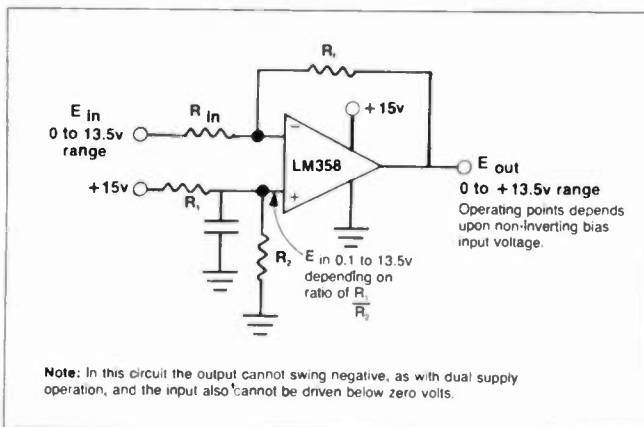 R₁
E in
0 to 13.5v
range
R in
+15v
−
LM358
+
E out
0 to +13.5v range
Operating points depends
upon non-inverting bias
input voltage.
+15v
R₁
R₂
E in 0.1 to 13.5v
depending on
ratio of R₁
R₂
Note: In this circuit the output cannot swing negative, as with dual supply
operation, and the input also cannot be driven below zero volts.